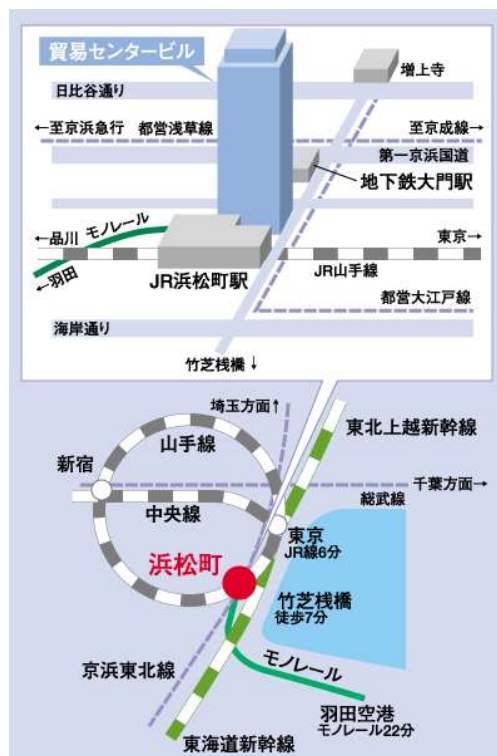 貿易センタービル
増上寺
日比谷通り
←至京浜急行 都営浅草線 至京成線→
第一京浜国道
地下鉄大門駅
←品川 モノレール 東京→
←羽田 JR浜松町駅 JR山手線
都営大江戸線
海岸通り
竹芝桟橋↓
埼玉方面↑
東北上越新幹線
山手線
新宿
千葉方面→
中央線 総武線
東京
JR線6分
浜松町
竹芝桟橋
徒歩7分
京浜東北線 モノレール
羽田空港
モノレール22分
東海道新幹線